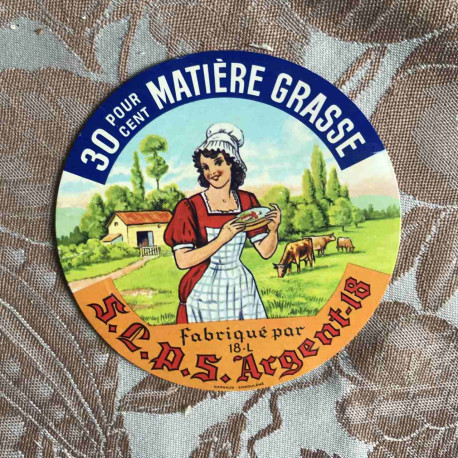 30 POUR CENT MATIÈRE GRASSE
Fabriqué par
18-L
S.L.P.S. Argent-18